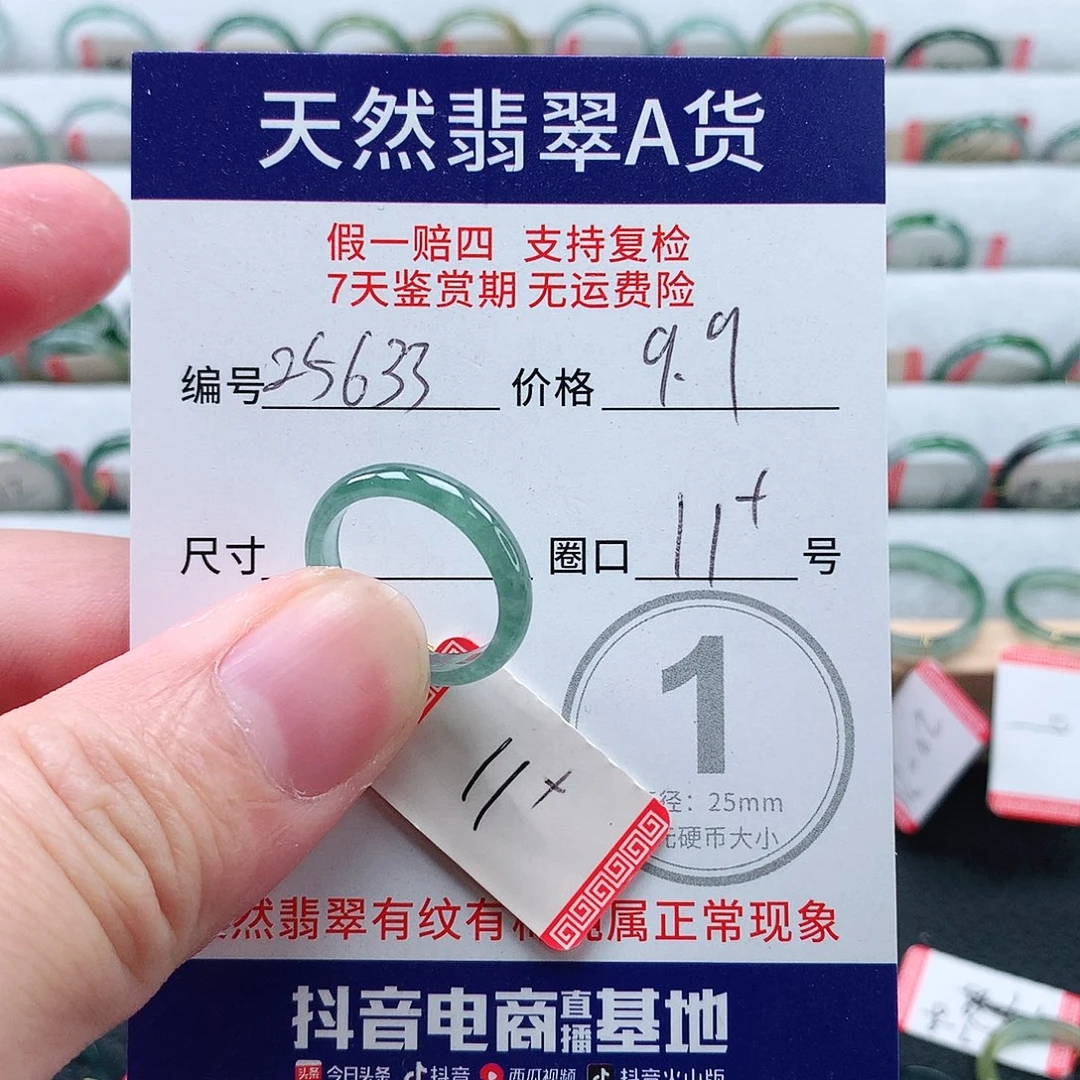 天然翡翠A货
假一赔四 支持复检
7天鉴赏期 无运费险
编号 25633 价格 9.9
尺寸 圈口 11+ 号
1
径：25mm
元硬币大小
11+
然翡翠有纹有 属正常现象
抖音电商直播基地
头条 今日头条 抖音 西瓜视频 抖音火山版